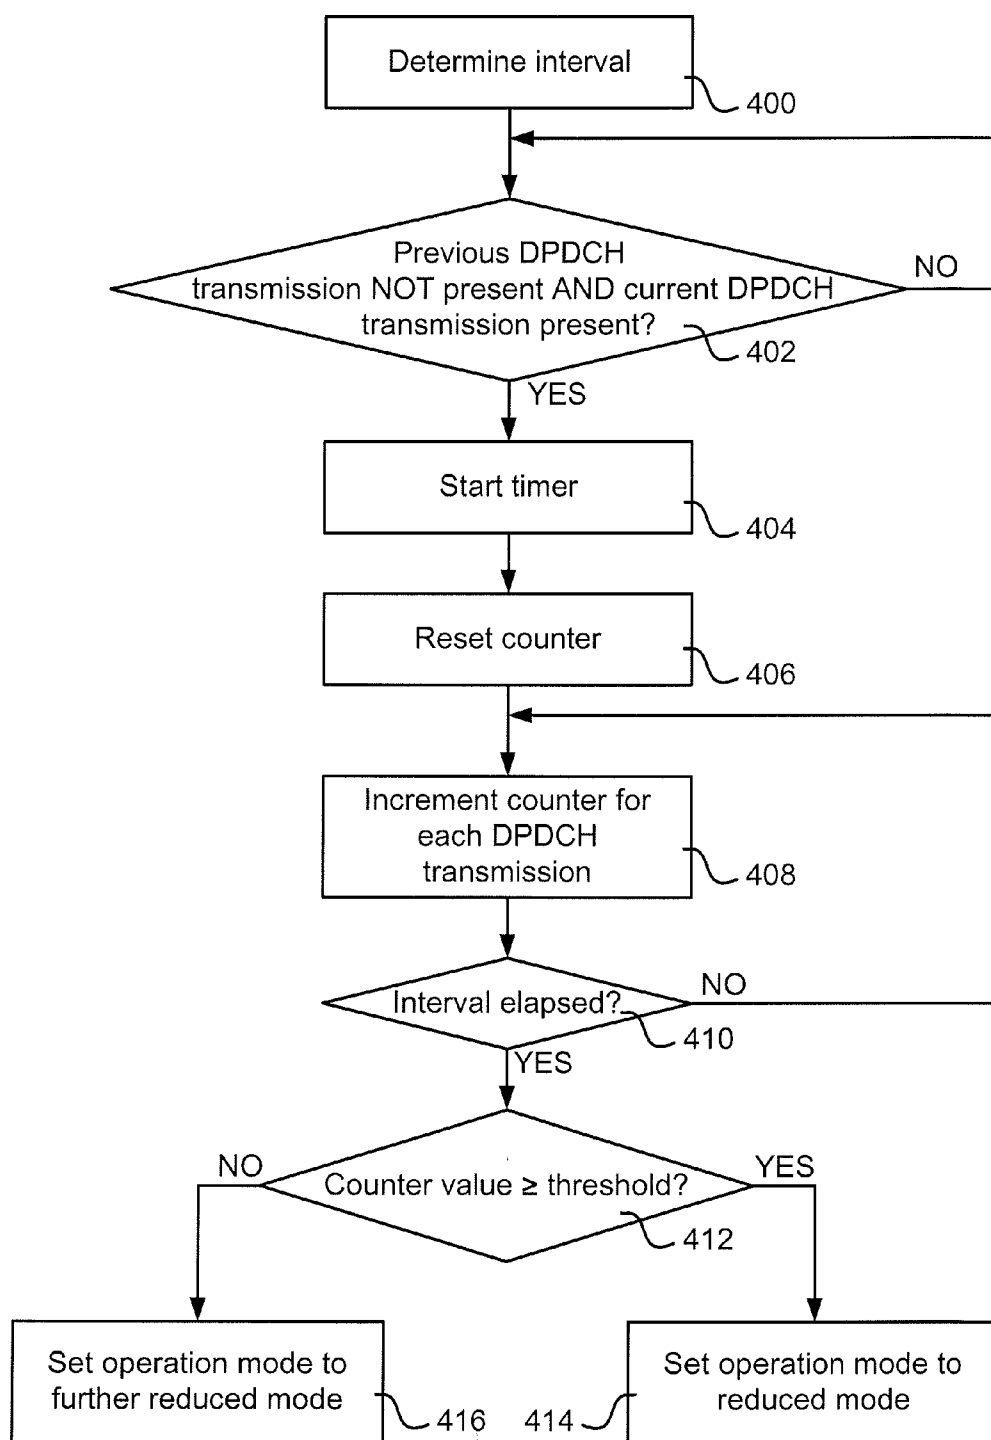 Determine interval
400
Previous DPDCH
transmission NOT present AND current DPDCH
transmission present?
402
NO
YES
Start timer
404
Reset counter
406
Increment counter for
each DPDCH
transmission
408
Interval elapsed?
410
NO
YES
Counter value ≥ threshold?
412
NO
YES
Set operation mode to
further reduced mode
416
Set operation mode to
reduced mode
414